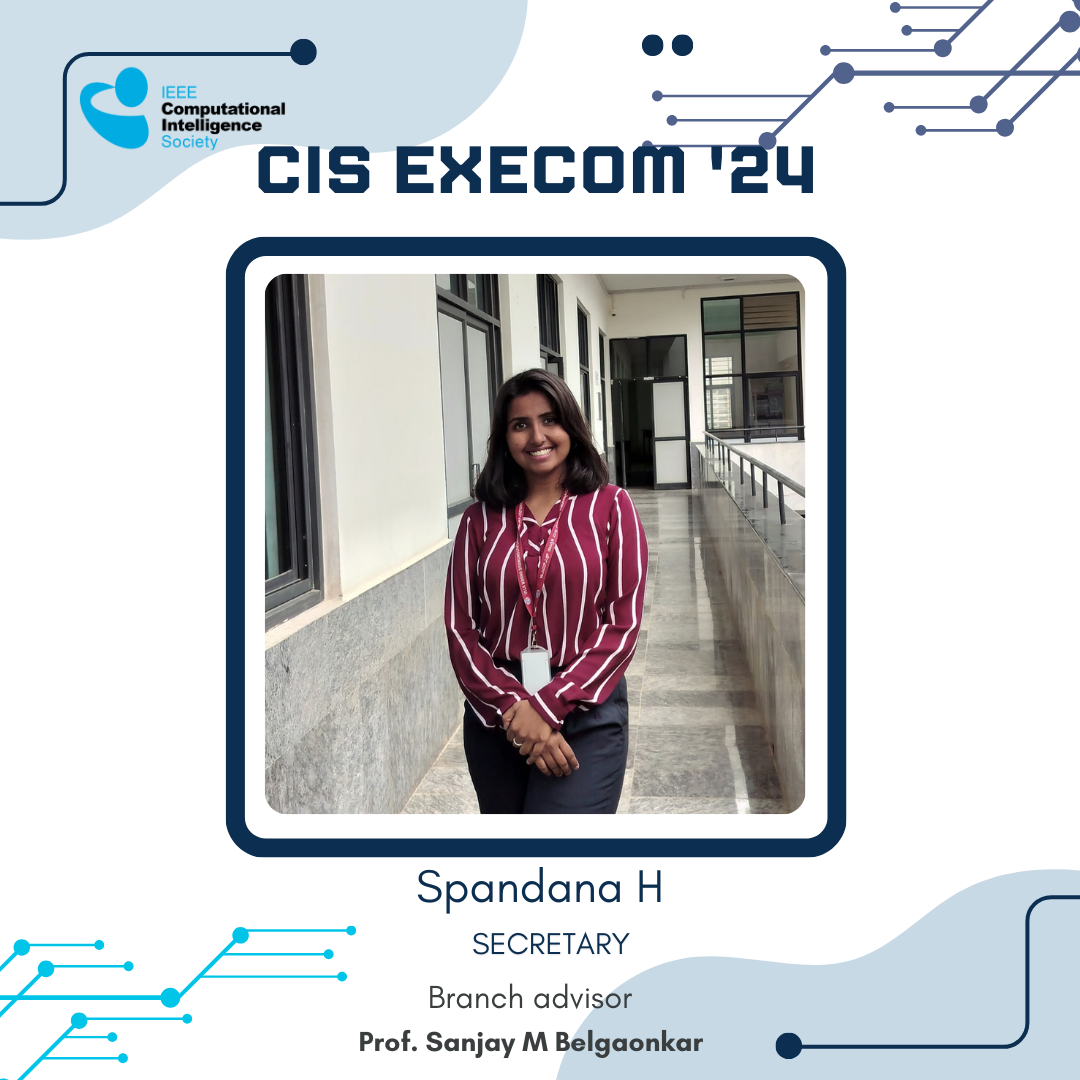 IEEE
Computational
Intelligence
Society
CIS EXECOM '24
Spandana H
SECRETARY
Branch advisor
Prof. Sanjay M Belgaonkar